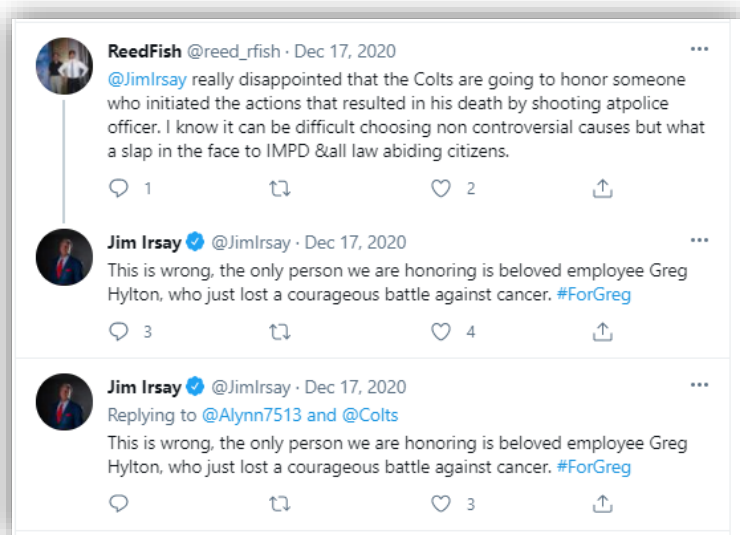 ReedFish @reed_rfish · Dec 17, 2020
@JimIrsay really disappointed that the Colts are going to honor someone
who initiated the actions that resulted in his death by shooting atpolice
officer. I know it can be difficult choosing non controversial causes but what
a slap in the face to IMPD &all law abiding citizens.
1 2
Jim Irsay @JimIrsay · Dec 17, 2020
This is wrong, the only person we are honoring is beloved employee Greg
Hylton, who just lost a courageous battle against cancer. #ForGreg
3 4
Jim Irsay @JimIrsay · Dec 17, 2020
Replying to @Alynn7513 and @Colts
This is wrong, the only person we are honoring is beloved employee Greg
Hylton, who just lost a courageous battle against cancer. #ForGreg
3